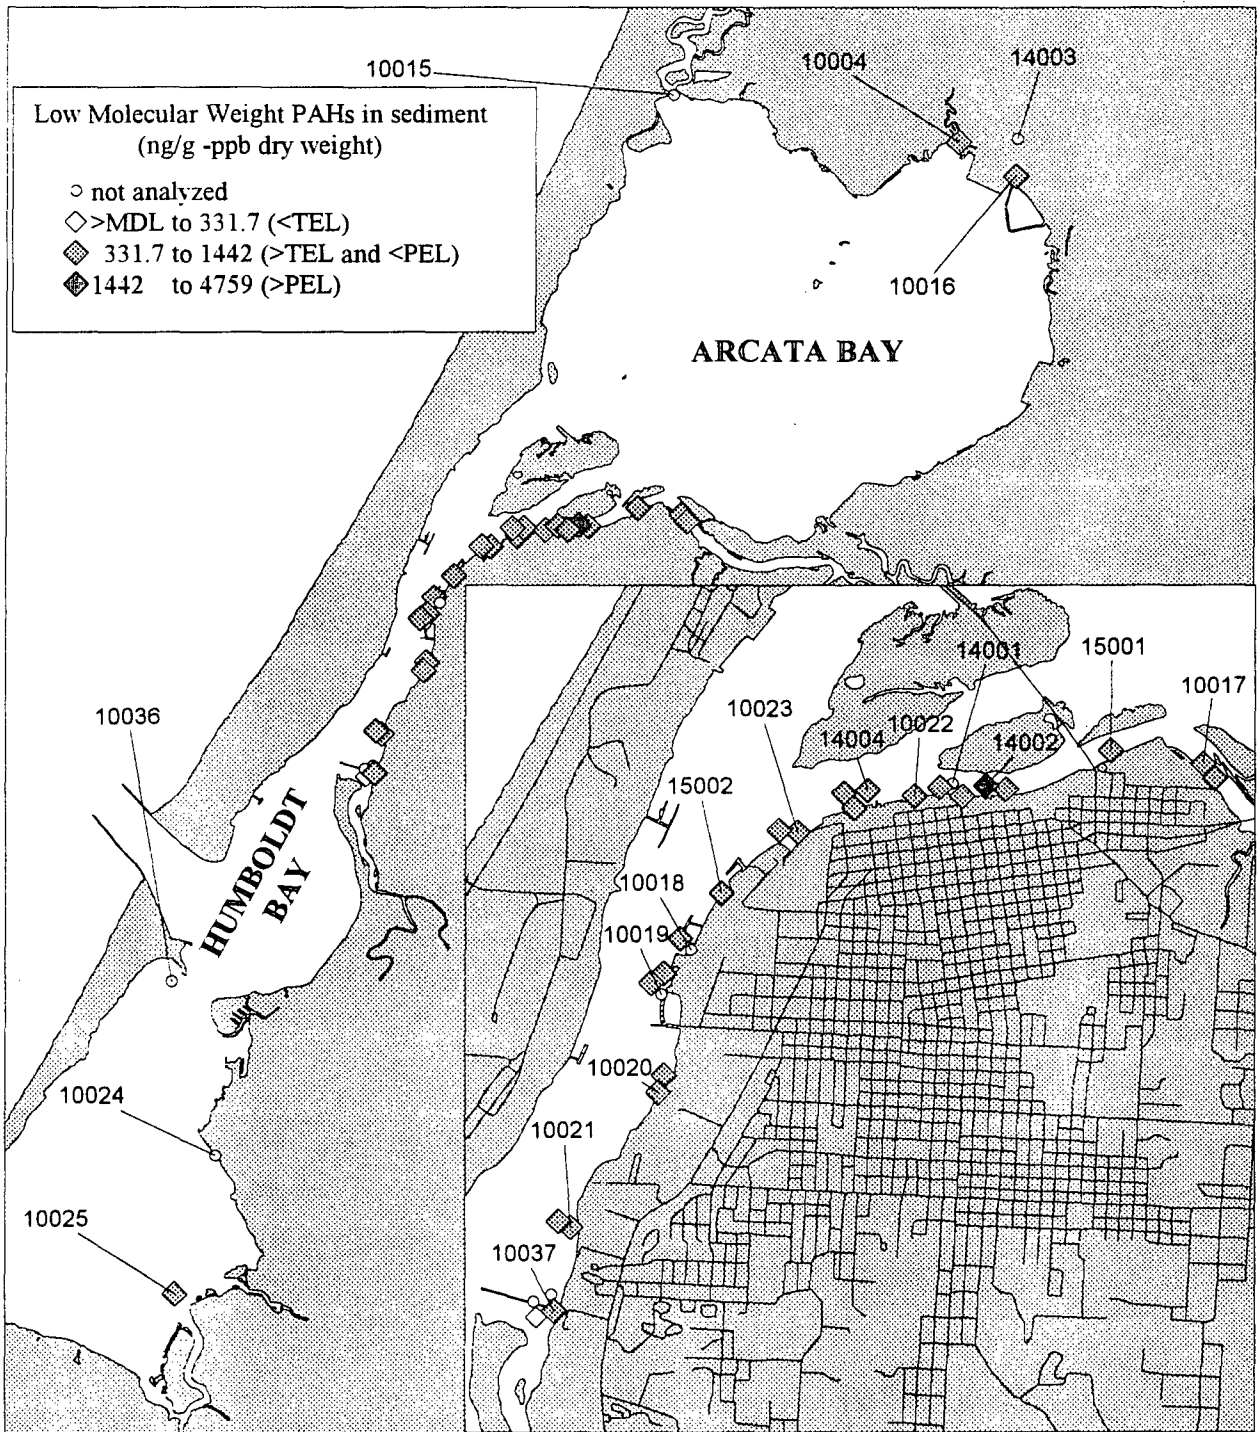 10015
10004
14003
Low Molecular Weight PAHs in sediment
(ng/g -ppb dry weight)
not analyzed
>MDL to 331.7 (<TEL)
331.7 to 1442 (>TEL and <PEL)
1442 to 4759 (>PEL)
10016
ARCATA BAY
10036
HUMBOLDT
BAY
10024
10025
14001
15001
10017
10023
14004
10022
14002
15002
10018
10019
10020
10021
10037